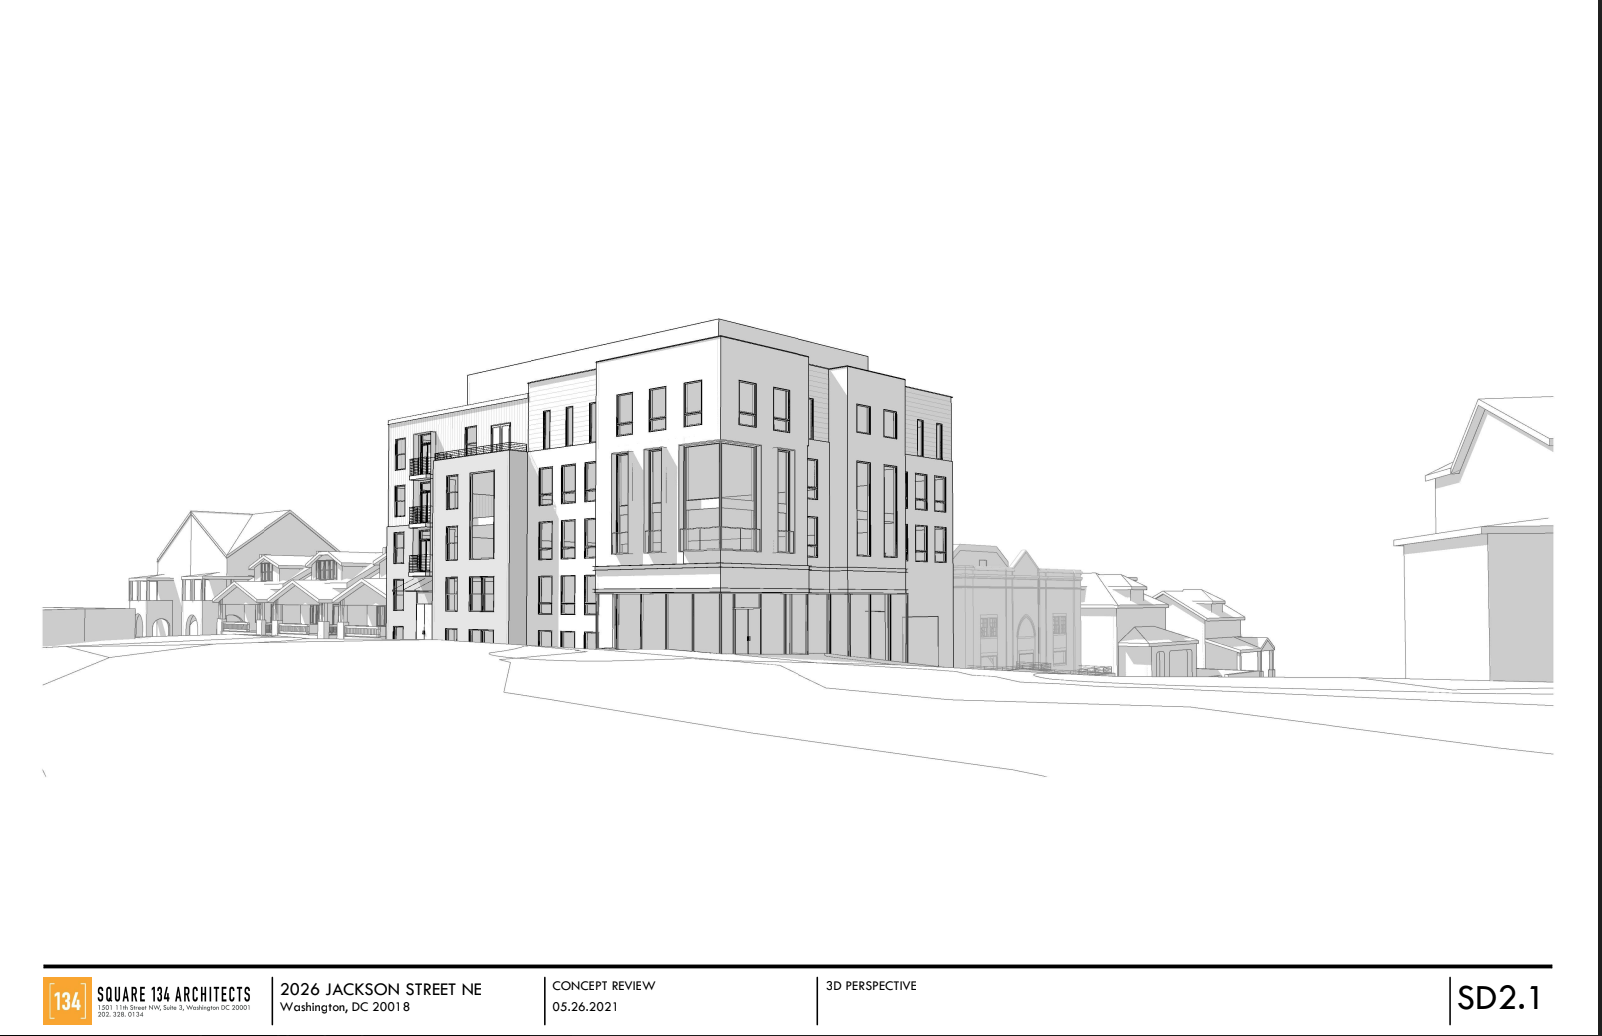 [134]
SQUARE 134 ARCHITECTS
1501 11th Street NW, Suite 3, Washington DC 20001
202. 328. 0134
2026 JACKSON STREET NE
Washington, DC 20018
CONCEPT REVIEW
05.26.2021
3D PERSPECTIVE
SD2.1